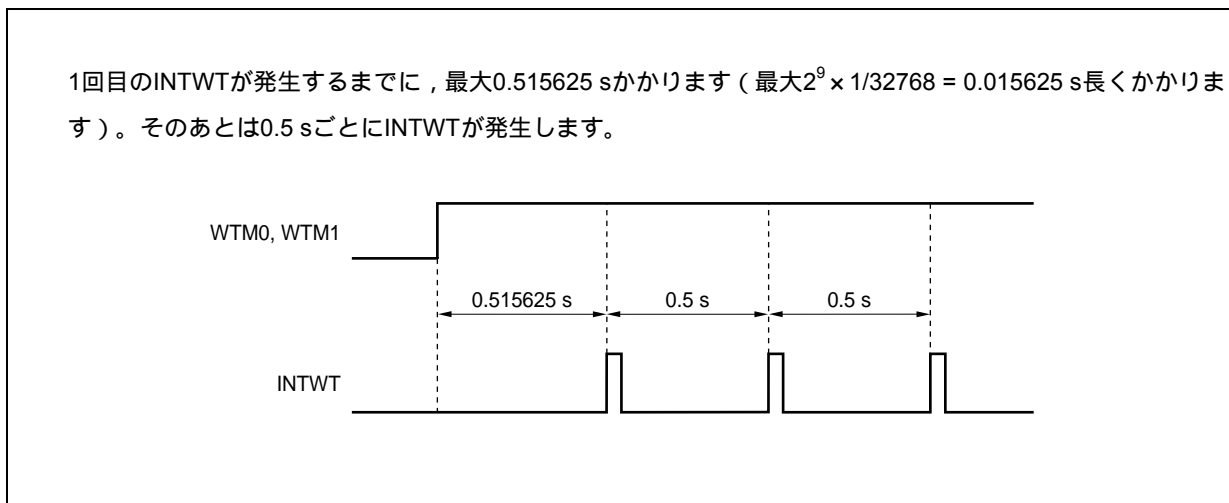 1回目のINTWTが発生するまでに，最大0.515625 sかかります（最大2⁹ x 1/32768 = 0.015625 s長くかかりま
す）。そのあとは0.5 sごとにINTWTが発生します。
WTM0, WTM1
0.515625 s 0.5 s 0.5 s
INTWT